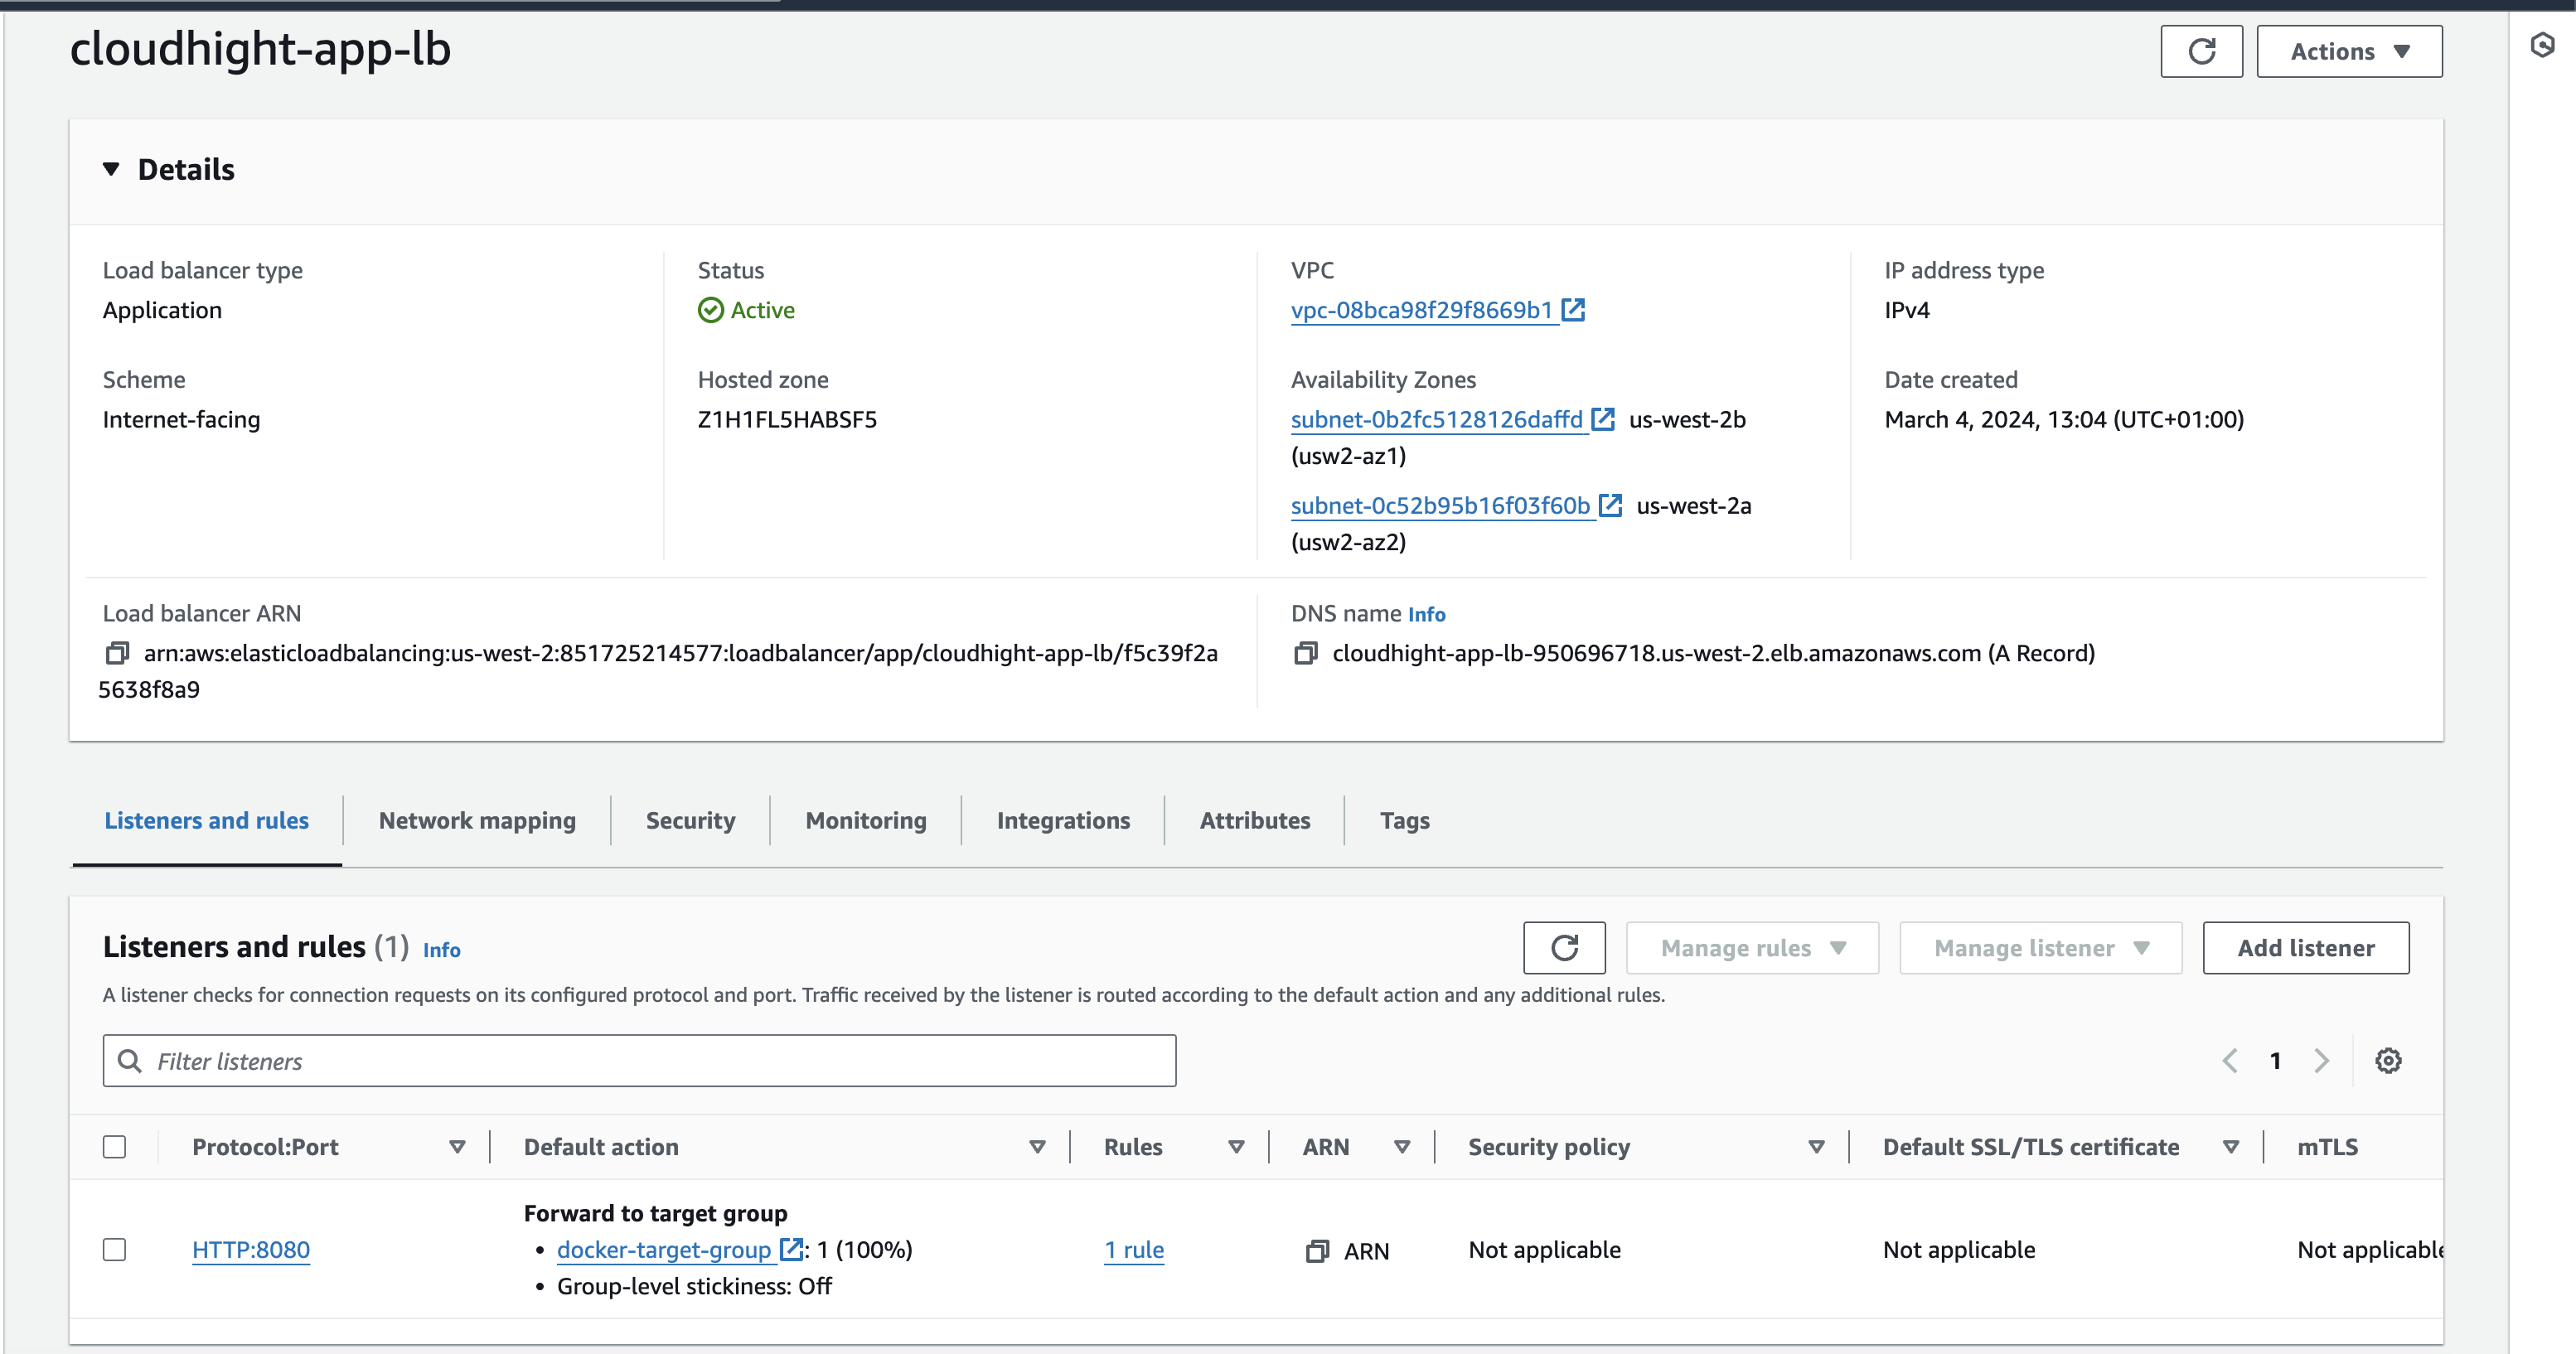 cloudhight-app-lb
Actions
Details
Load balancer type
Application
Status
Active
VPC
vpc-08bca98f29f8669b1
IP address type
IPv4
Scheme
Internet-facing
Hosted zone
Z1H1FL5HABSF5
Availability Zones
subnet-0b2fc5128126daffd us-west-2b
(usw2-az1)
subnet-0c52b95b16f03f60b us-west-2a
(usw2-az2)
Date created
March 4, 2024, 13:04 (UTC+01:00)
Load balancer ARN
arn:aws:elasticloadbalancing:us-west-2:851725214577:loadbalancer/app/cloudhight-app-lb/f5c39f2a
5638f8a9
DNS name Info
cloudhight-app-lb-950696718.us-west-2.elb.amazonaws.com (A Record)
Listeners and rules Network mapping Security Monitoring Integrations Attributes Tags
Listeners and rules (1) Info
Manage rules Manage listener Add listener
A listener checks for connection requests on its configured protocol and port. Traffic received by the listener is routed according to the default action and any additional rules.
Filter listeners
1
Protocol:Port Default action Rules ARN Security policy Default SSL/TLS certificate mTLS
Forward to target group
HTTP:8080 • docker-target-group : 1 (100%) 1 rule ARN Not applicable Not applicable Not applicable
• Group-level stickiness: Off